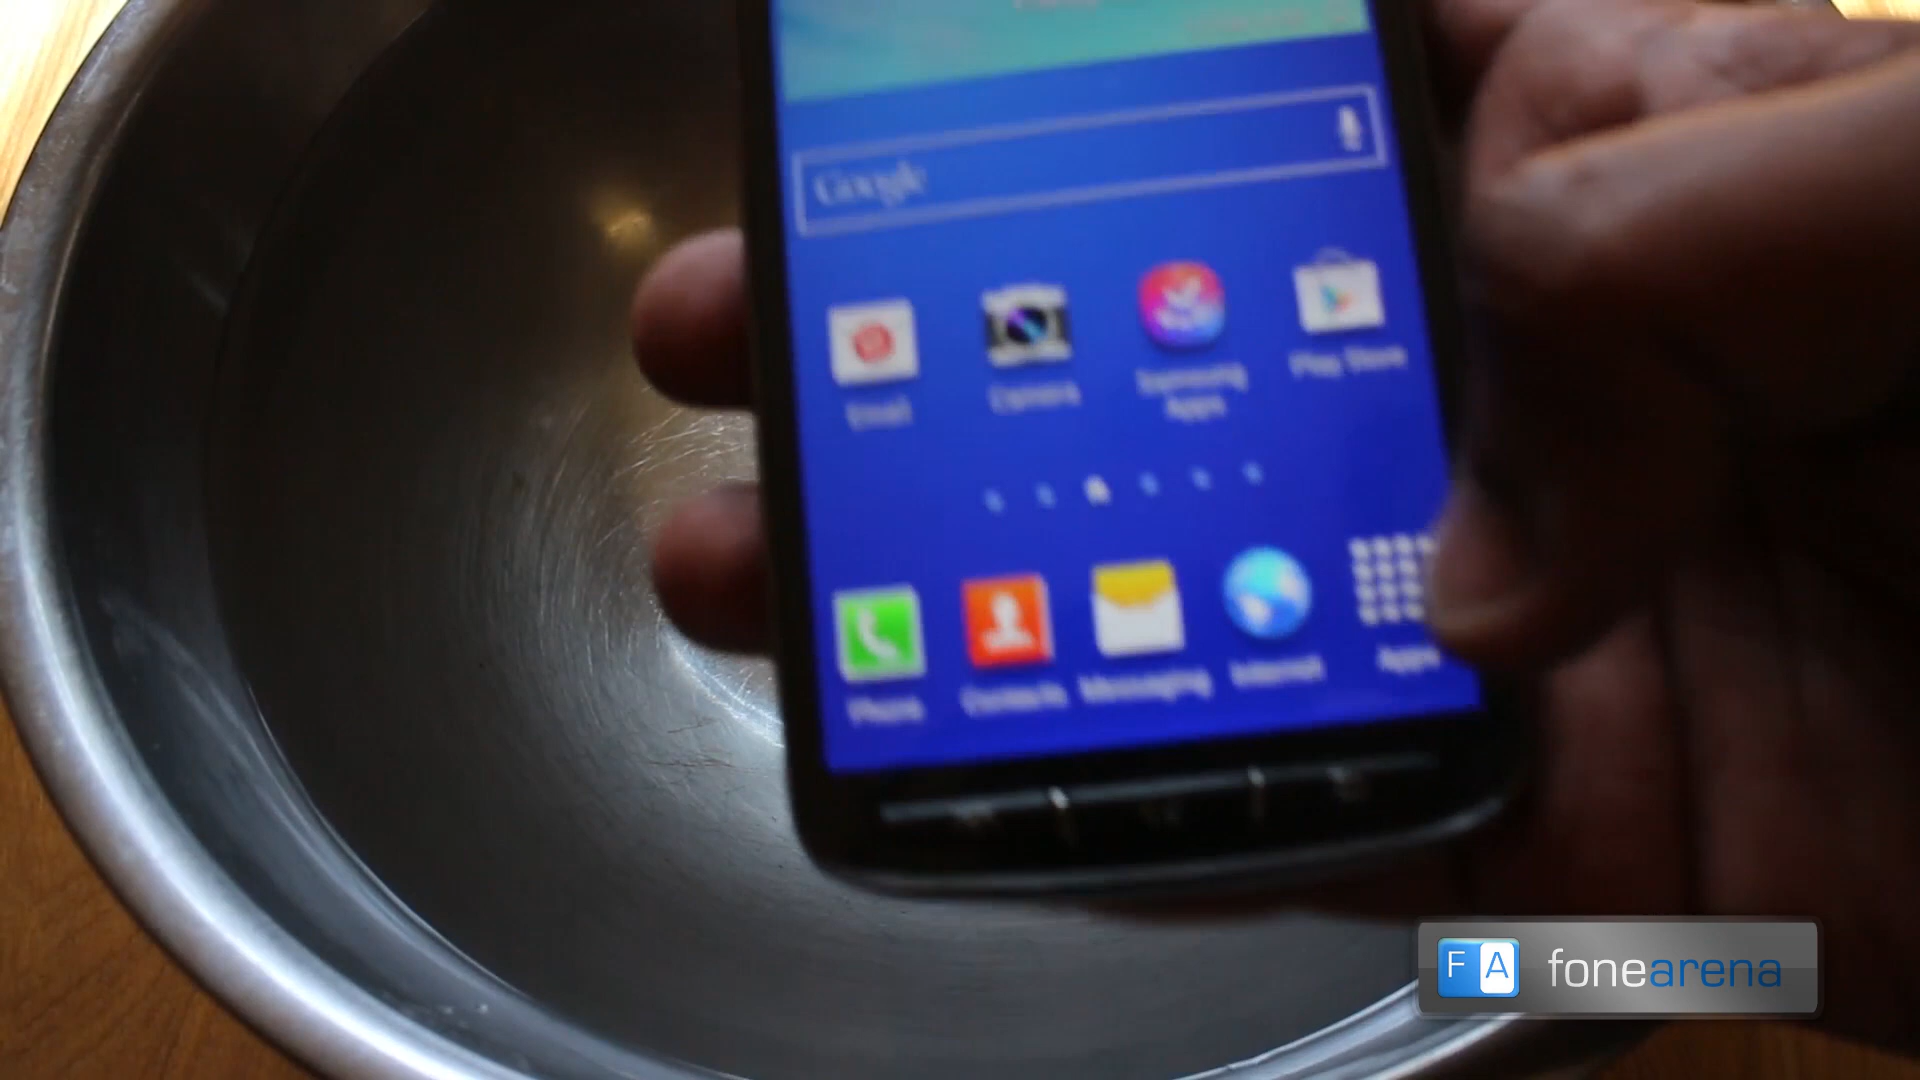 Google
Email Camera Samsung Apps Play Store
Phone Contacts Messaging Internet Apps
FA fonearena